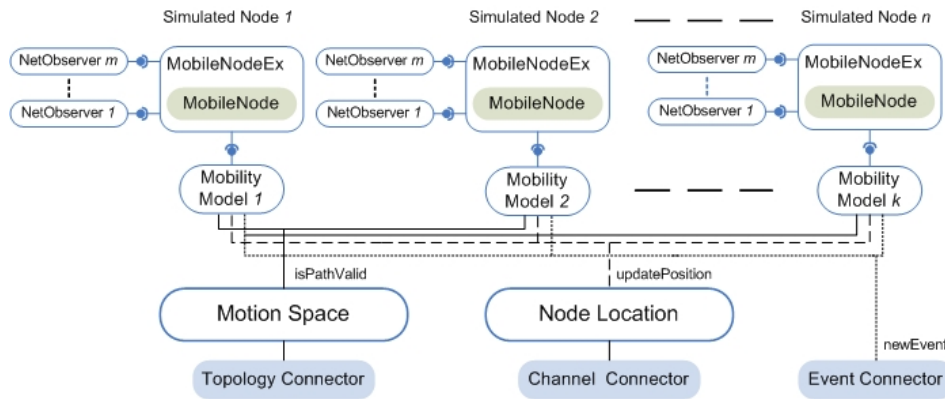 Simulated Node 1
Simulated Node 2
Simulated Node n
NetObserver m
MobileNodeEx
NetObserver m
MobileNodeEx
NetObserver m
MobileNodeEx
NetObserver 1
MobileNode
NetObserver 1
MobileNode
NetObserver 1
MobileNode
Mobility
Model 1
Mobility
Model 2
Mobility
Model k
isPathValid
updatePosition
Motion Space
Node Location
newEvent
Topology Connector
Channel Connector
Event Connector